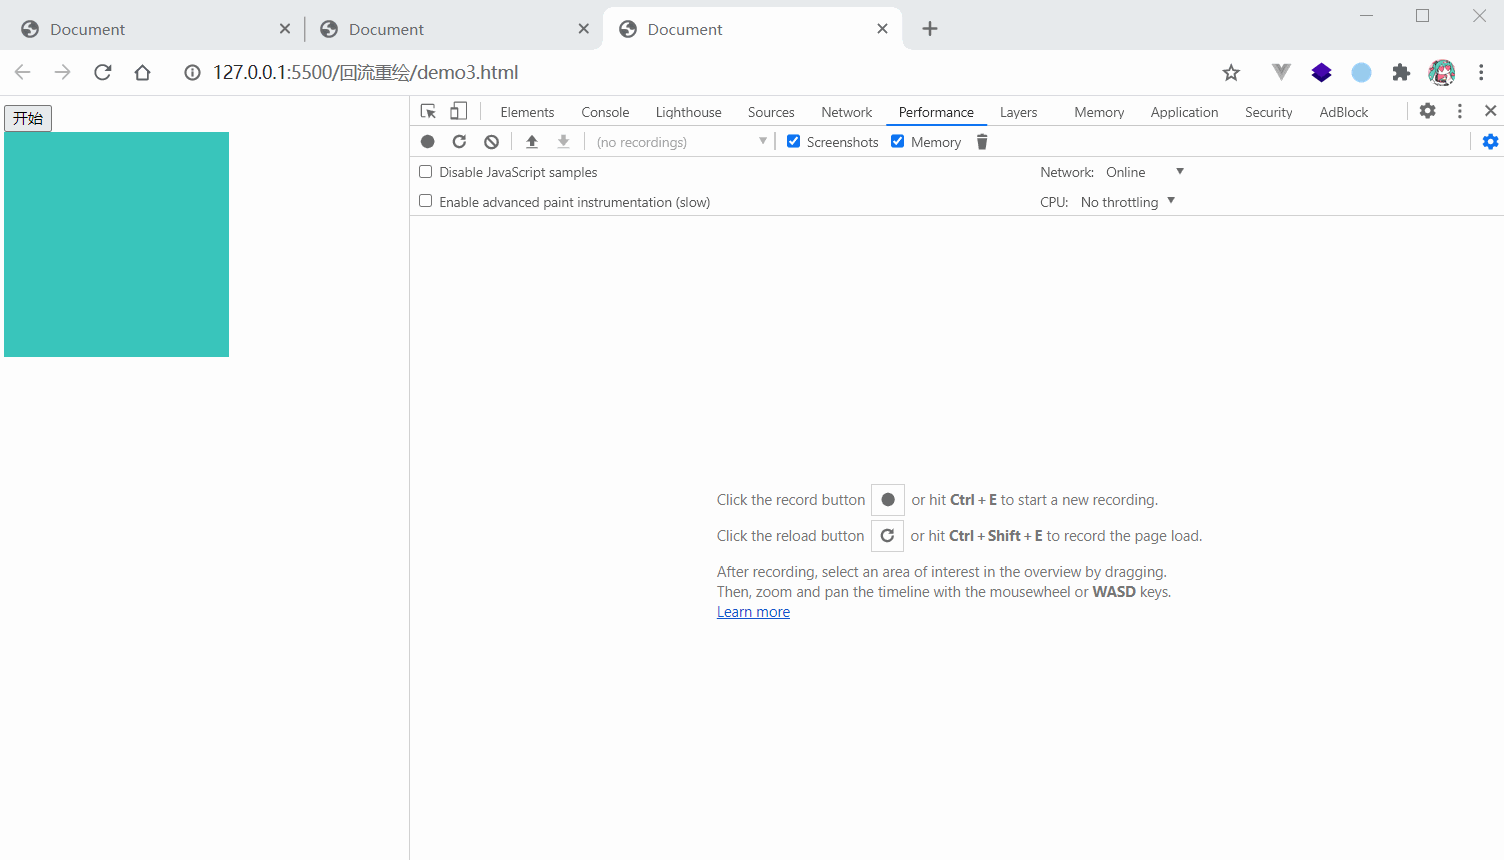 Document Document Document
127.0.0.1:5500/回流重绘/demo3.html
开始
Elements Console Lighthouse Sources Network Performance Layers Memory Application Security AdBlock
(no recordings) Screenshots Memory
Disable JavaScript samples Network: Online
Enable advanced paint instrumentation (slow) CPU: No throttling
Click the record button or hit Ctrl + E to start a new recording.
Click the reload button or hit Ctrl + Shift + E to record the page load.
After recording, select an area of interest in the overview by dragging.
Then, zoom and pan the timeline with the mousewheel or WASD keys.
Learn more